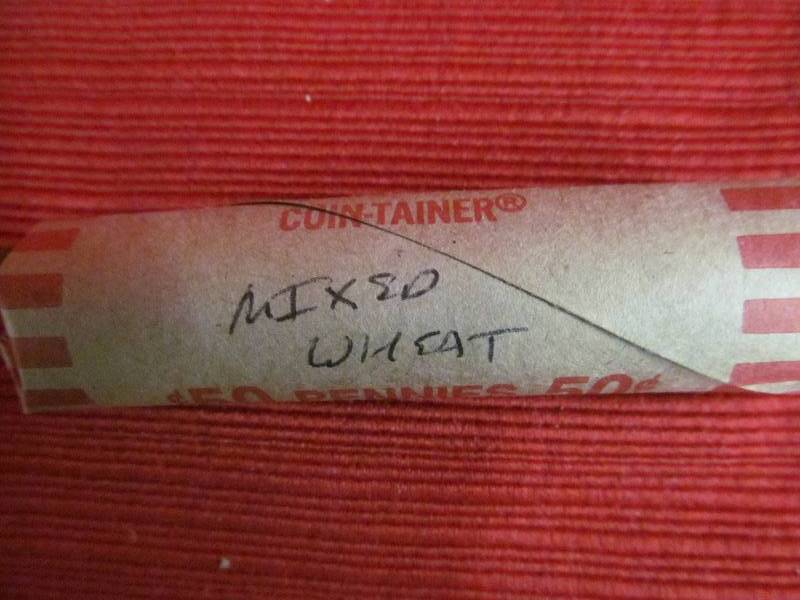 COIN-TAINER®
MIXED
WHEAT
¢50 PENNIES 50¢